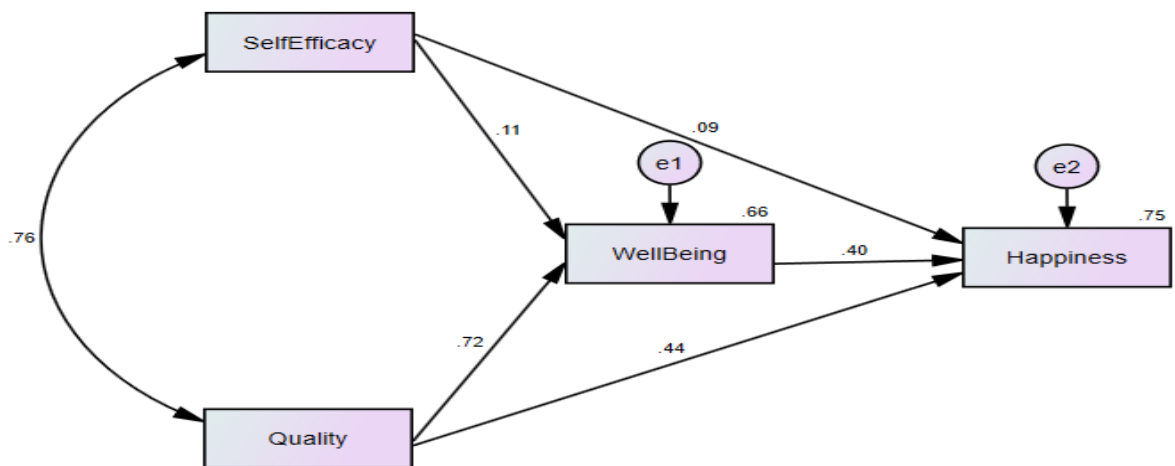 SelfEfficacy
.11
.09
e1
e2
.66
.75
.76
WellBeing
.40
Happiness
.72
.44
Quality